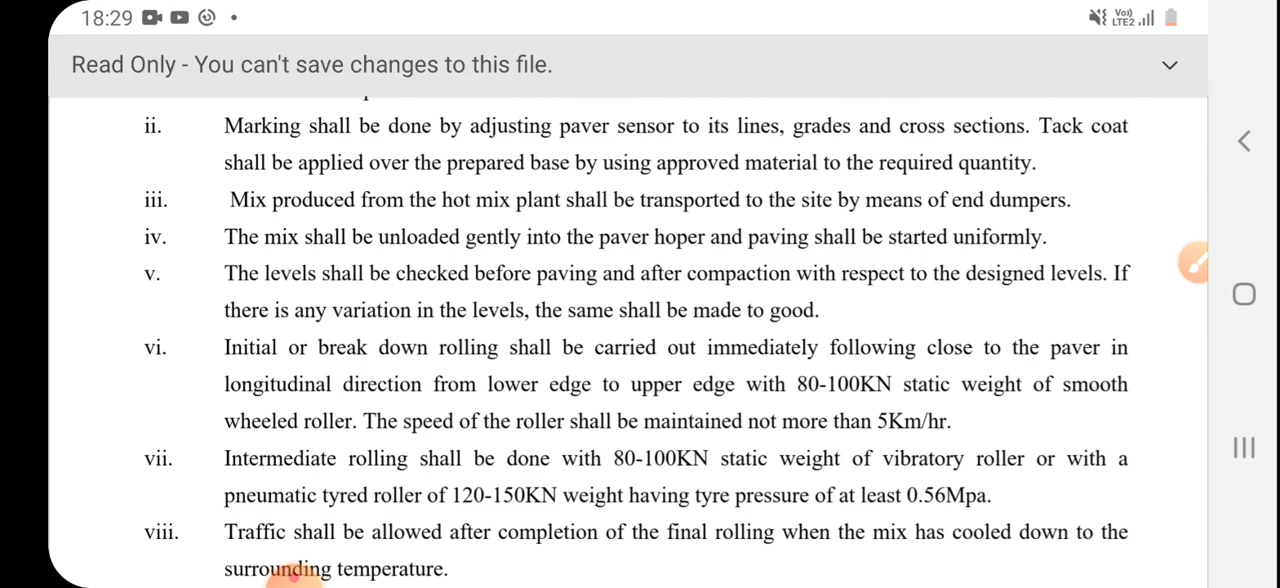 18:29
Vo)) LTE2
Read Only - You can't save changes to this file.
ii. Marking shall be done by adjusting paver sensor to its lines, grades and cross sections. Tack coat
shall be applied over the prepared base by using approved material to the required quantity.
iii. Mix produced from the hot mix plant shall be transported to the site by means of end dumpers.
iv. The mix shall be unloaded gently into the paver hoper and paving shall be started uniformly.
v. The levels shall be checked before paving and after compaction with respect to the designed levels. If
there is any variation in the levels, the same shall be made to good.
vi. Initial or break down rolling shall be carried out immediately following close to the paver in
longitudinal direction from lower edge to upper edge with 80-100KN static weight of smooth
wheeled roller. The speed of the roller shall be maintained not more than 5Km/hr.
vii. Intermediate rolling shall be done with 80-100KN static weight of vibratory roller or with a
pneumatic tyred roller of 120-150KN weight having tyre pressure of at least 0.56Mpa.
viii. Traffic shall be allowed after completion of the final rolling when the mix has cooled down to the
surrounding temperature.